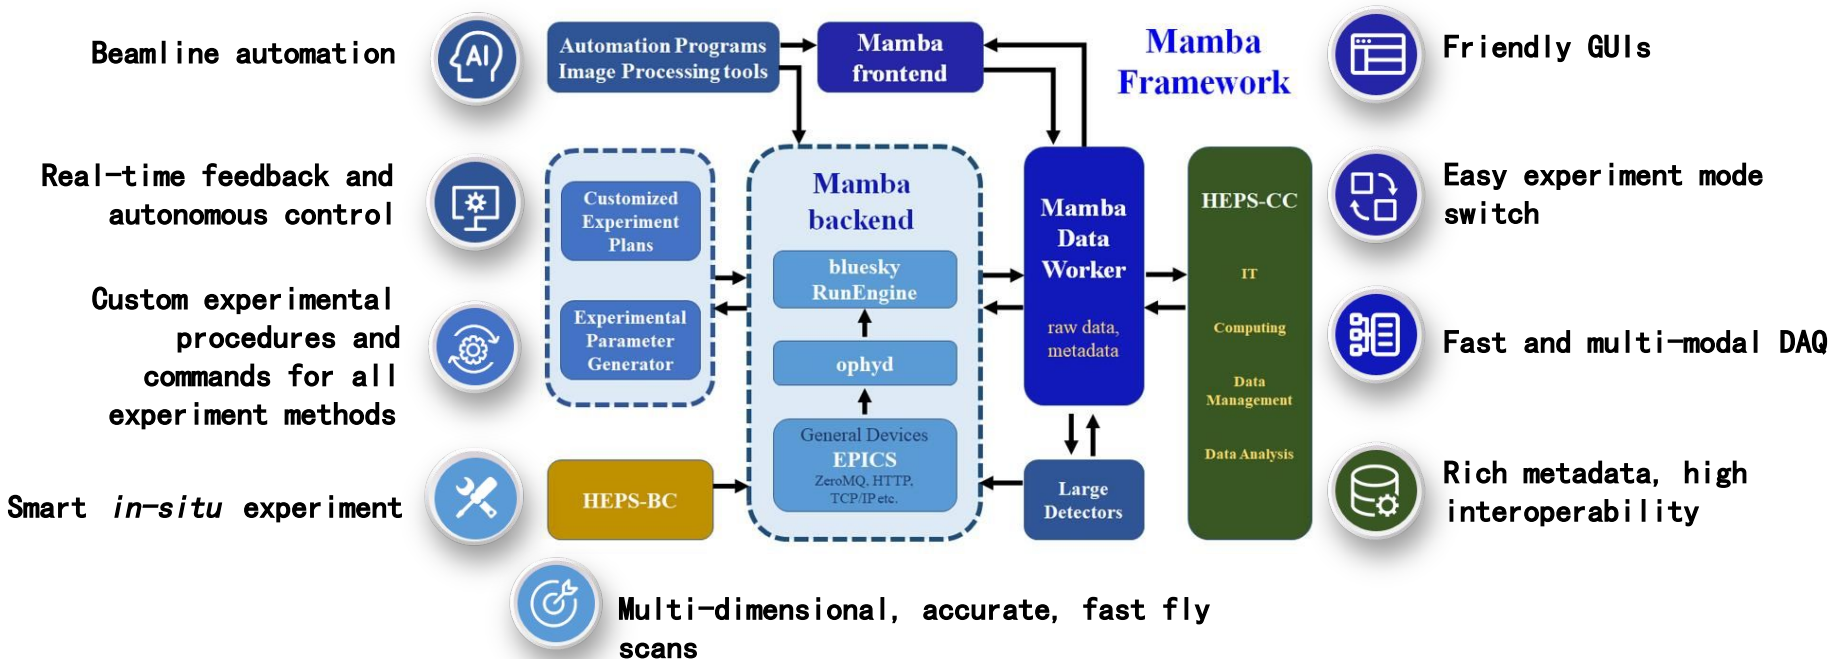 Beamline automation
AI
Real-time feedback and
autonomous control
Custom experimental
procedures and
commands for all
experiment methods
Smart in-situ experiment
Automation Programs
Image Processing tools
Mamba
frontend
Mamba
Framework
Customized
Experiment
Plans
Experimental
Parameter
Generator
HEPS-BC
Mamba
backend
bluesky
RunEngine
ophyd
General Devices
EPICS
ZeroMQ, HTTP,
TCP/IP etc.
Mamba
Data
Worker
raw data,
metadata
Large
Detectors
HEPS-CC
IT
Computing
Data
Management
Data Analysis
Friendly GUIs
Easy experiment mode
switch
Fast and multi-modal DAQ
Rich metadata, high
interoperability
Multi-dimensional, accurate, fast fly
scans